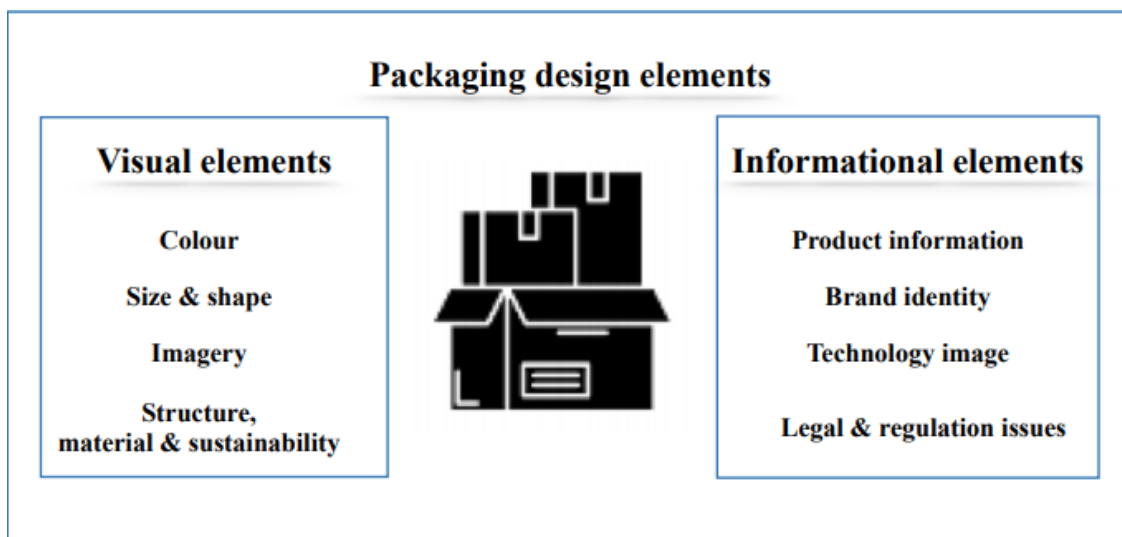 Packaging design elements
Visual elements
Colour
Size & shape
Imagery
Structure,
material & sustainability
Informational elements
Product information
Brand identity
Technology image
Legal & regulation issues